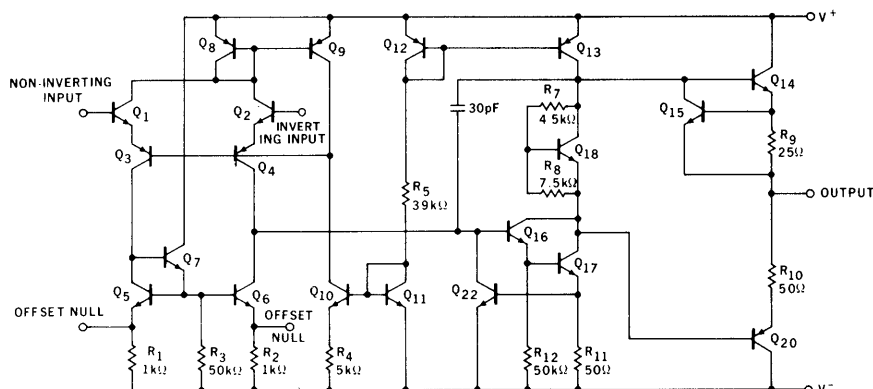 V+
Q8
Q9
Q12
Q13
Q14
NON-INVERTING
INPUT
Q1
Q2
INVERT
ING INPUT
30pF
R7
4 5kΩ
Q18
R8
7.5kΩ
Q15
R9
25Ω
Q3
Q4
R5
39kΩ
OUTPUT
Q7
Q16
Q17
R10
50Ω
Q5
Q6
Q10
Q11
Q22
OFFSET NULL
OFFSET
NULL
Q20
R1
1kΩ
R3
50kΩ
R2
1kΩ
R4
5kΩ
R12
50kΩ
R11
50Ω
V-